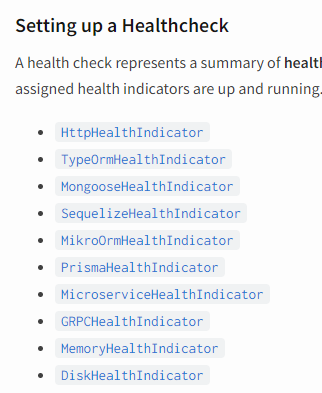 Setting up a Healthcheck
A health check represents a summary of health
assigned health indicators are up and running.
HttpHealthIndicator
TypeOrmHealthIndicator
MongooseHealthIndicator
SequelizeHealthIndicator
MikroOrmHealthIndicator
PrismaHealthIndicator
MicroserviceHealthIndicator
GRPCHealthIndicator
MemoryHealthIndicator
DiskHealthIndicator